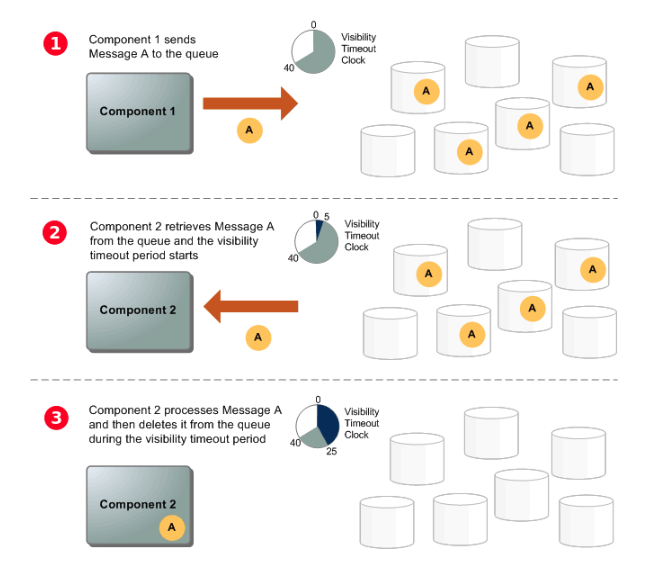 1
Component 1 sends
Message A to the queue
0
40
Visibility
Timeout
Clock
Component 1
A
A
A
A
A
A
2
Component 2 retrieves Message A
from the queue and the visibility
timeout period starts
0 5
40
Visibility
Timeout
Clock
Component 2
A
A
A
A
A
3
Component 2 processes Message A
and then deletes it from the queue
during the visibility timeout period
0
40
25
Visibility
Timeout
Clock
Component 2
A